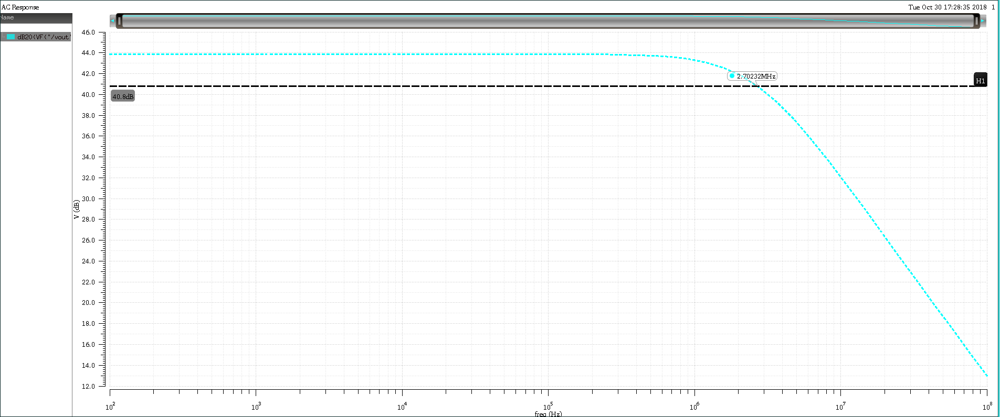 AC Response
Tue Oct 30 17:28:35 2018 1
Name
dB20(VF("/vout"
46.0
44.0
42.0
40.0
38.0
36.0
34.0
32.0
30.0
28.0
26.0
24.0
22.0
20.0
18.0
16.0
14.0
12.0
V (dB)
2.70232MHz
H1
40.8dB
10² 10³ 10⁴ 10⁵ 10⁶ 10⁷ 10⁸
freq (Hz)